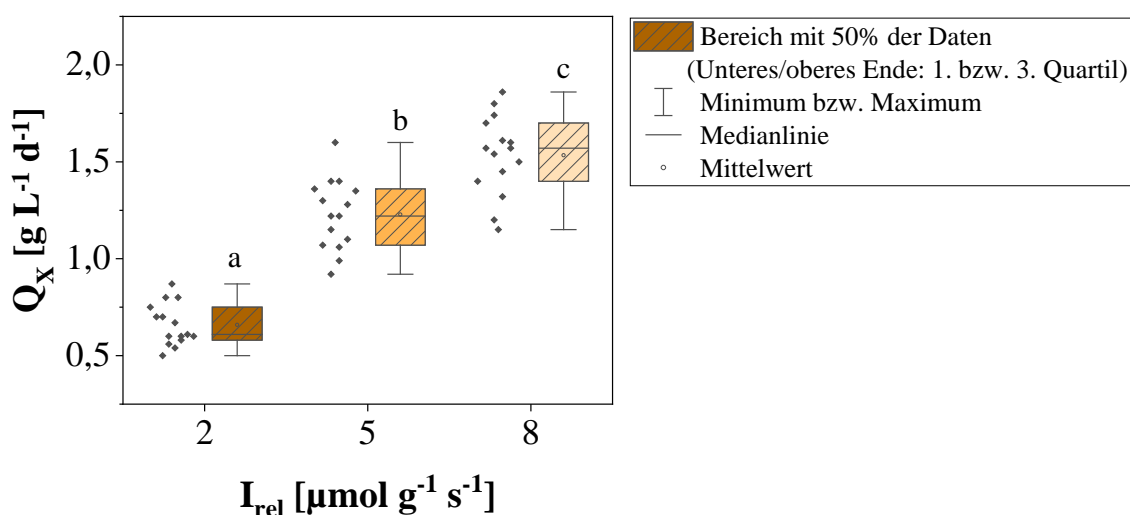 Q_X [g L^-1 d^-1]
2,0
1,5
1,0
0,5
a
b
c
2 5 8
I_rel [µmol g^-1 s^-1]
Bereich mit 50% der Daten
(Unteres/oberes Ende: 1. bzw. 3. Quartil)
Minimum bzw. Maximum
Medianlinie
Mittelwert